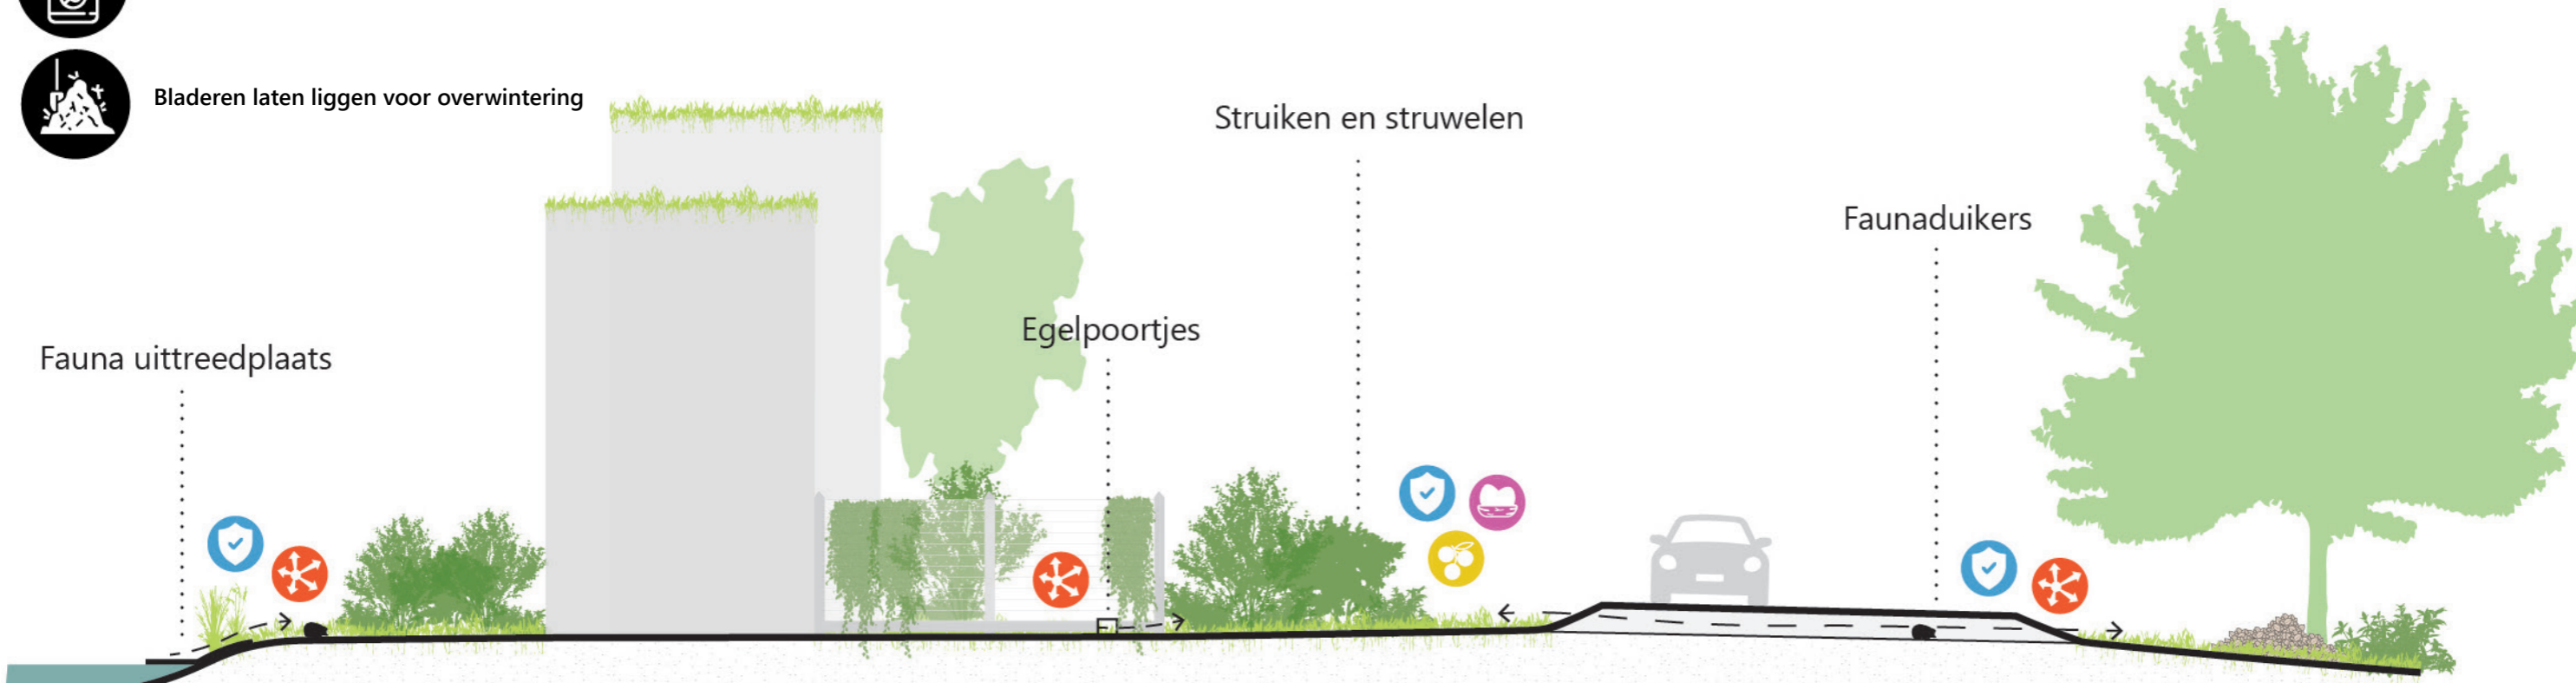 Bladeren laten liggen voor overwintering
Struiken en struwelen
Faunaduikers
Egelpoortjes
Fauna uittreedplaats